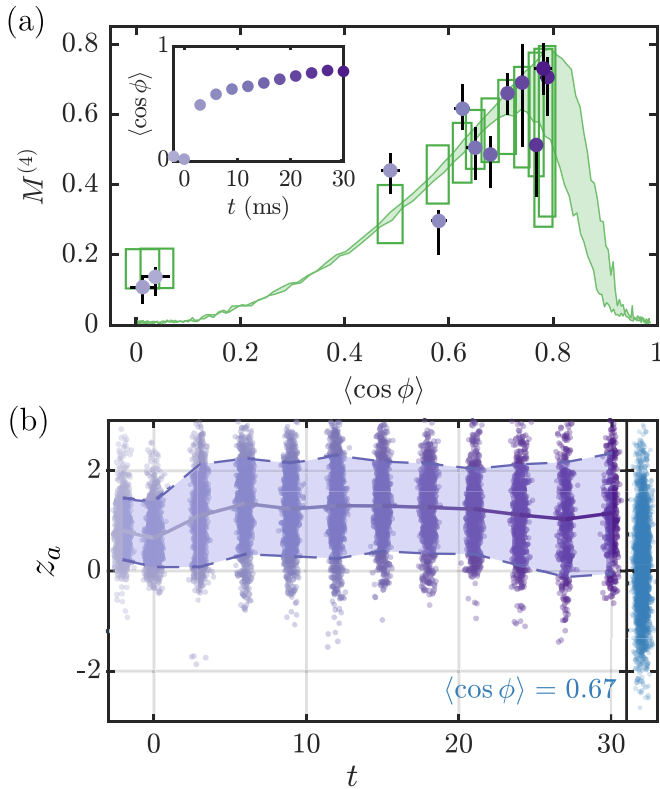 (a)
0.8
0.6
0.4
0.2
0
M⁽⁴⁾
1
0
⟨cos ϕ⟩
0 10 20 30
t (ms)
0 0.2 0.4 0.6 0.8 1
⟨cos ϕ⟩
(b)
2
0
-2
z_a
⟨cos ϕ⟩ = 0.67
0 10 20 30
t